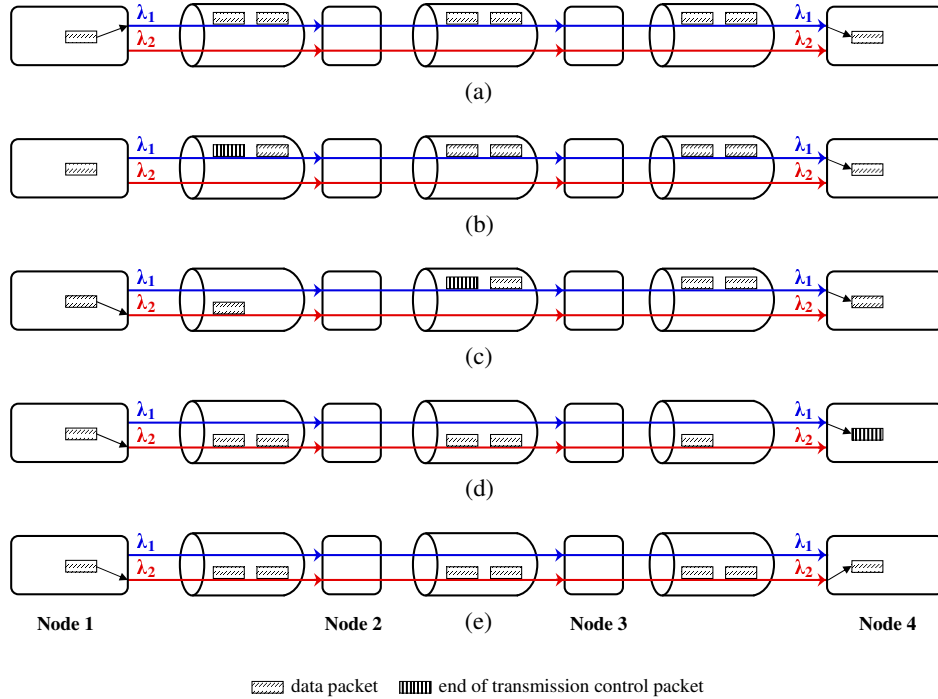 λ1 λ1
λ2 λ2
(a)
λ1 λ1
λ2 λ2
(b)
λ1 λ1
λ2 λ2
(c)
λ1 λ1
λ2 λ2
(d)
λ1 λ1
λ2 λ2
Node 1 Node 2 (e) Node 3 Node 4
data packet end of transmission control packet